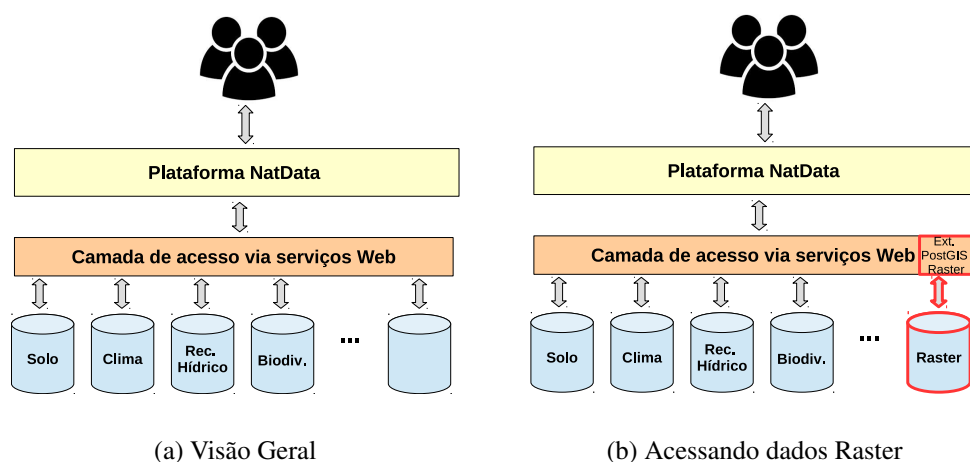 Plataforma NatData
Camada de acesso via serviços Web
Solo
Clima
Rec.
Hídrico
Biodiv.
...
(a) Visão Geral
Plataforma NatData
Camada de acesso via serviços Web
Ext.
PostGIS
Raster
Solo
Clima
Rec.
Hídrico
Biodiv.
...
Raster
(b) Acessando dados Raster